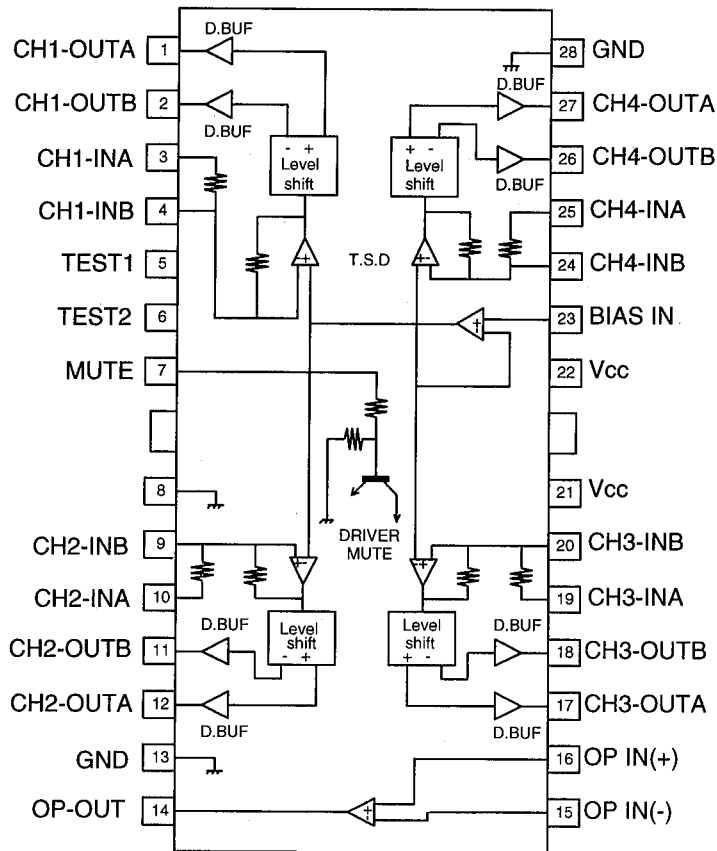 D.BUF
CH1-OUTA 1 28 GND
D.BUF
CH1-OUTB 2 27 CH4-OUTA
D.BUF
CH1-INA 3 - + Level shift + - Level shift 26 CH4-OUTB
D.BUF
CH1-INB 4 25 CH4-INA
TEST1 5 -+ T.S.D +- 24 CH4-INB
TEST2 6 + - 23 BIAS IN
MUTE 7 22 Vcc
8 21 Vcc
DRIVER
MUTE
CH2-INB 9 +- +- 20 CH3-INB
CH2-INA 10 19 CH3-INA
D.BUF Level shift - + Level shift + - D.BUF
CH2-OUTB 11 18 CH3-OUTB
CH2-OUTA 12 17 CH3-OUTA
D.BUF D.BUF
GND 13 16 OP IN(+)
OP-OUT 14 + - 15 OP IN(-)